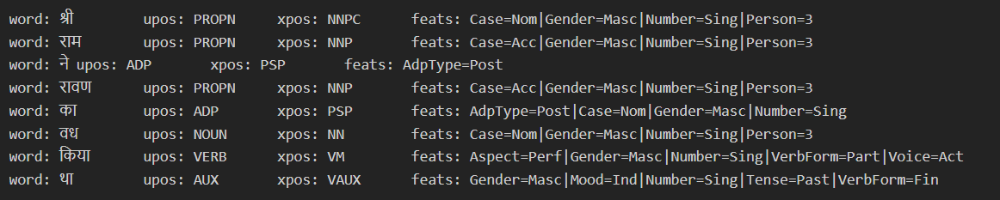 word: श्री upos: PROPN xpos: NNPC feats: Case=Nom|Gender=Masc|Number=Sing|Person=3
word: राम upos: PROPN xpos: NNP feats: Case=Acc|Gender=Masc|Number=Sing|Person=3
word: ने upos: ADP xpos: PSP feats: AdpType=Post
word: रावण upos: PROPN xpos: NNP feats: Case=Acc|Gender=Masc|Number=Sing|Person=3
word: का upos: ADP xpos: PSP feats: AdpType=Post|Case=Nom|Gender=Masc|Number=Sing
word: वध upos: NOUN xpos: NN feats: Case=Nom|Gender=Masc|Number=Sing|Person=3
word: किया upos: VERB xpos: VM feats: Aspect=Perf|Gender=Masc|Number=Sing|VerbForm=Part|Voice=Act
word: था upos: AUX xpos: VAUX feats: Gender=Masc|Mood=Ind|Number=Sing|Tense=Past|VerbForm=Fin